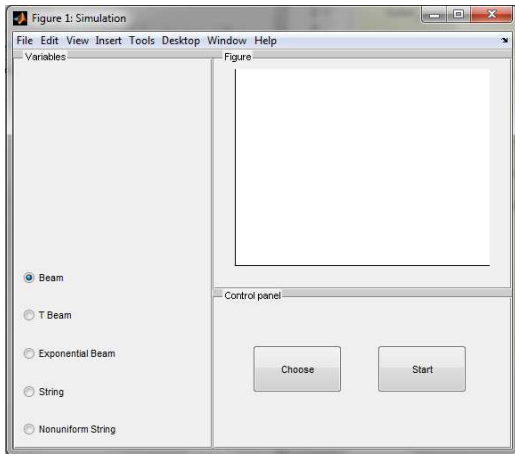 Figure 1: Simulation
File Edit View Insert Tools Desktop Window Help
Variables
Beam
T Beam
Exponential Beam
String
Nonuniform String
Figure
Control panel
Choose
Start